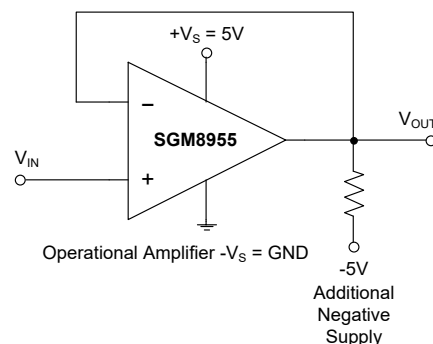 +VS = 5V
−
SGM8955
VOUT
VIN
+
Operational Amplifier -VS = GND
-5V
Additional
Negative
Supply